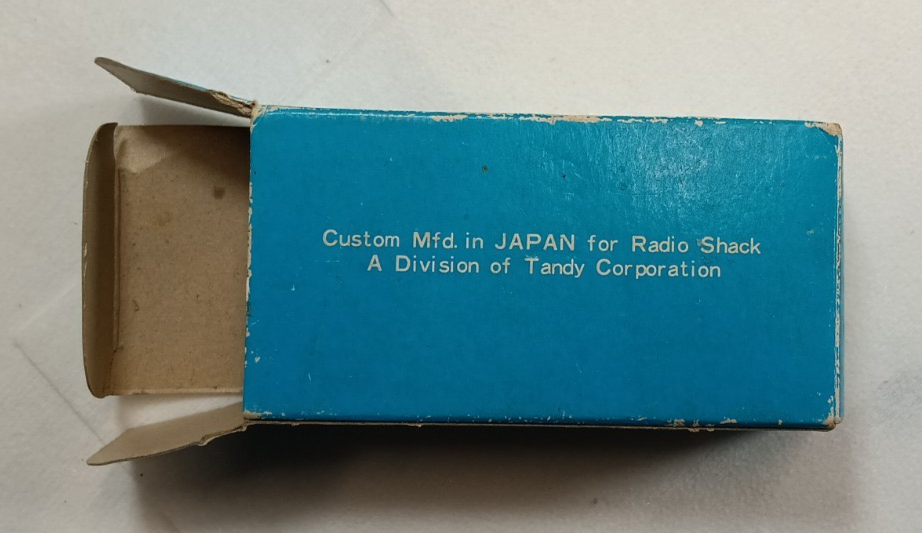 Custom Mfd. in JAPAN for Radio Shack
A Division of Tandy Corporation